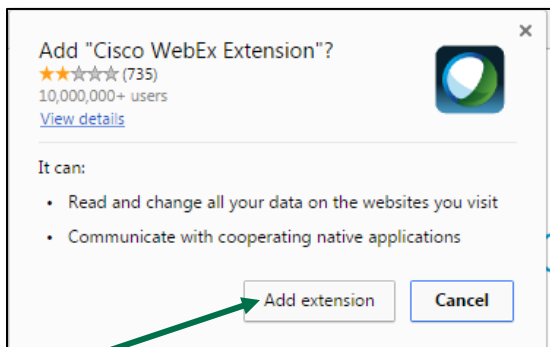 Add "Cisco WebEx Extension"?
(735)
10,000,000+ users
View details
It can:
• Read and change all your data on the websites you visit
• Communicate with cooperating native applications
Add extension Cancel